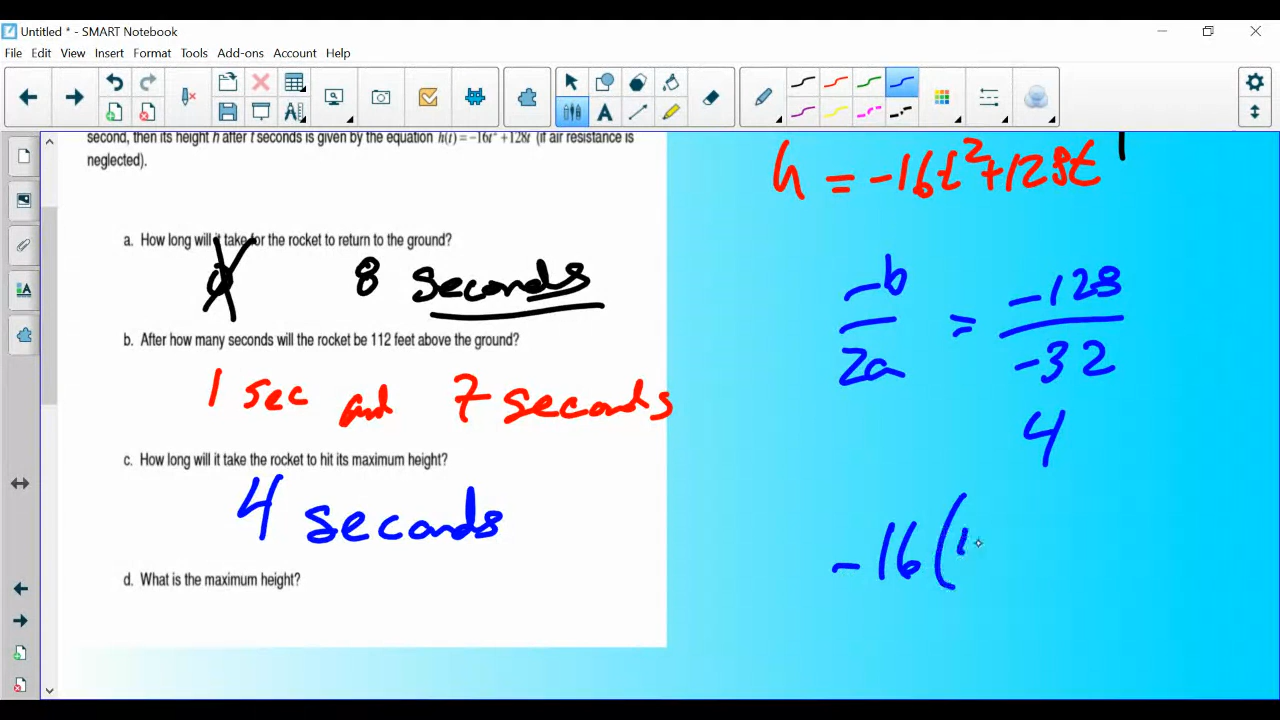 Untitled * - SMART Notebook
File Edit View Insert Format Tools Add-ons Account Help
second, then its height h after t seconds is given by the equation h(t) = –16t² +128t (if air resistance is
neglected).
h = -16t²+128t
a. How long will it take for the rocket to return to the ground?
0 8 seconds
-b
2a
=
-128
-32
4
b. After how many seconds will the rocket be 112 feet above the ground?
1 sec and 7 seconds
c. How long will it take the rocket to hit its maximum height?
4 seconds
-16(
d. What is the maximum height?